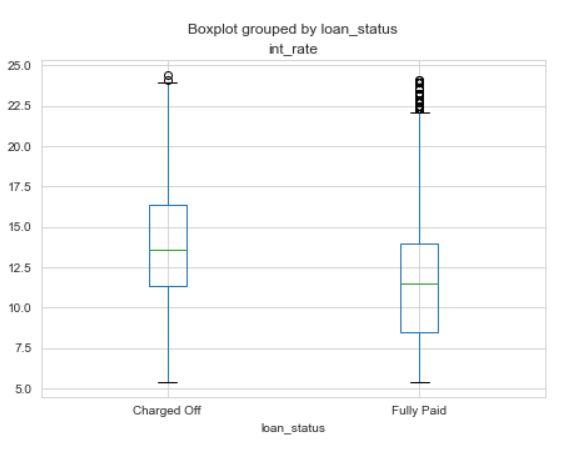 Boxplot grouped by loan_status
int_rate
25.0
22.5
20.0
17.5
15.0
12.5
10.0
7.5
5.0
Charged Off Fully Paid
loan_status